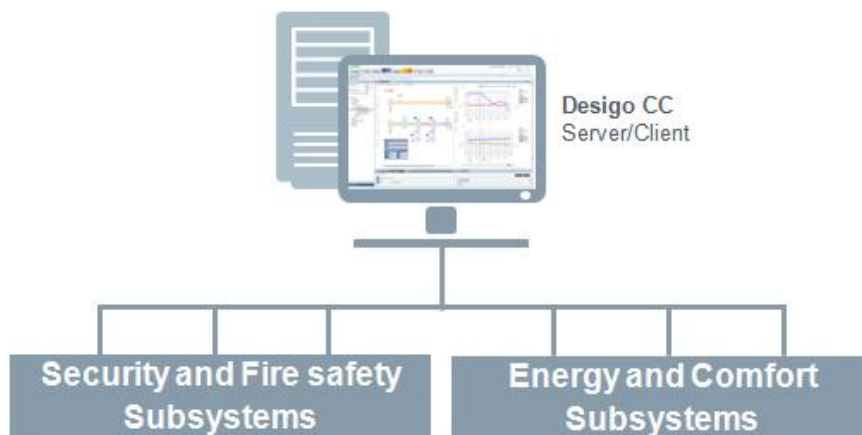 Desigo CC
Server/Client
Security and Fire safety
Subsystems
Energy and Comfort
Subsystems